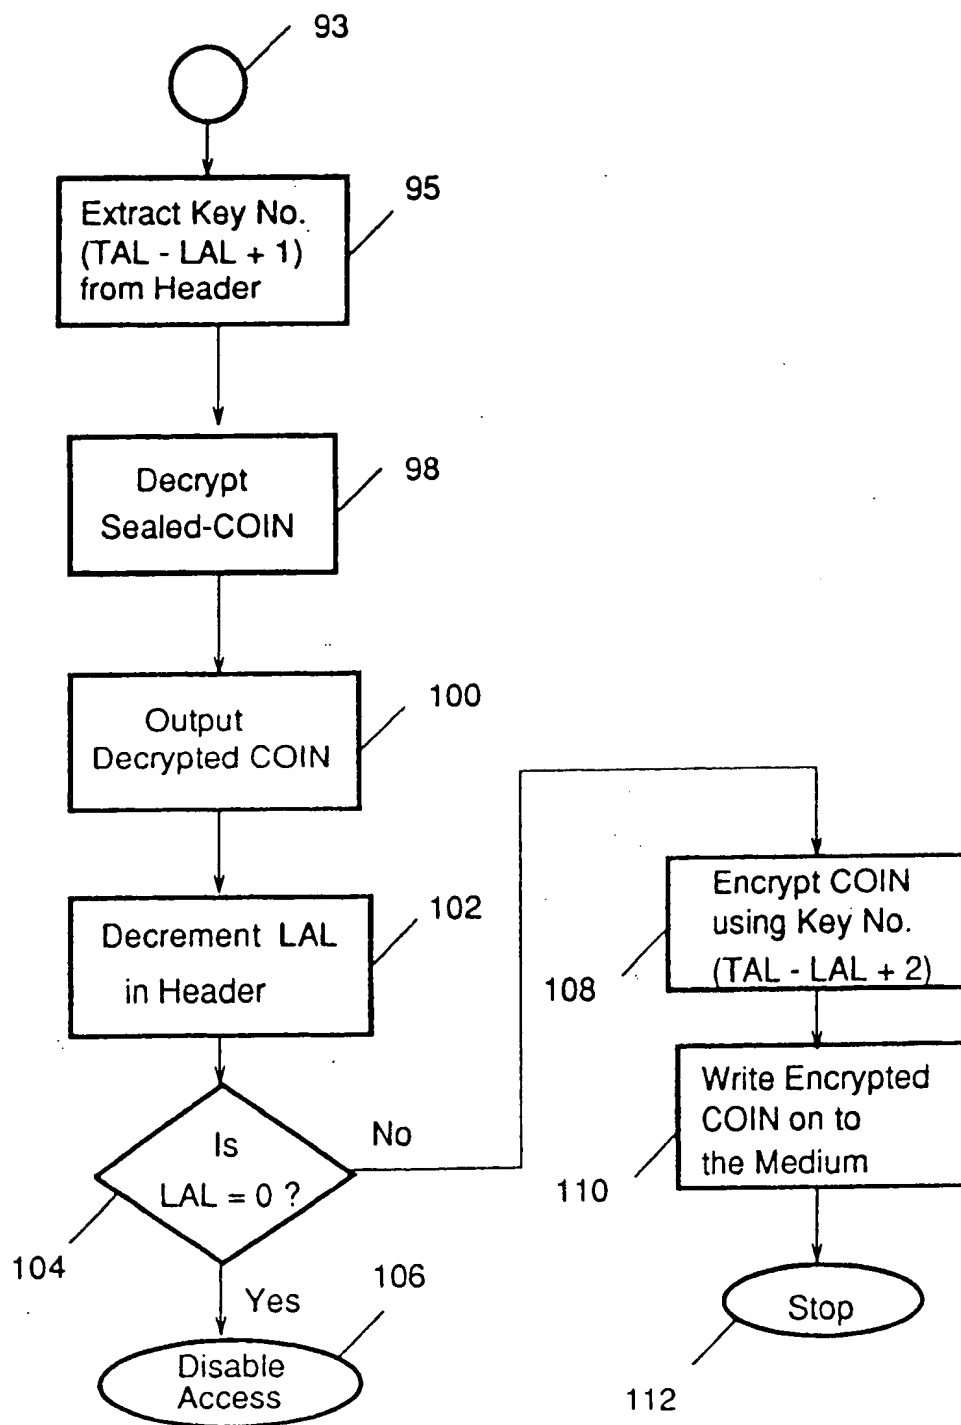 93
Extract Key No.
(TAL - LAL + 1)
from Header
95
Decrypt
Sealed-COIN
98
Output
Decrypted COIN
100
Decrement LAL
in Header
102
Is
LAL = 0 ?
104
No
Yes
Disable
Access
106
Encrypt COIN
using Key No.
(TAL - LAL + 2)
108
Write Encrypted
COIN on to
the Medium
110
Stop
112